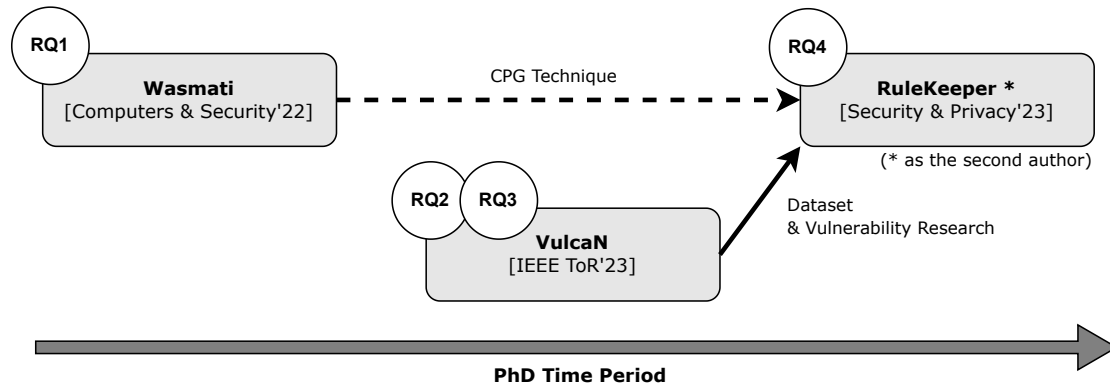 RQ1
Wasmati
[Computers & Security'22]
CPG Technique
RQ4
RuleKeeper *
[Security & Privacy'23]
(* as the second author)
RQ2
RQ3
VulcaN
[IEEE ToR'23]
Dataset
& Vulnerability Research
PhD Time Period